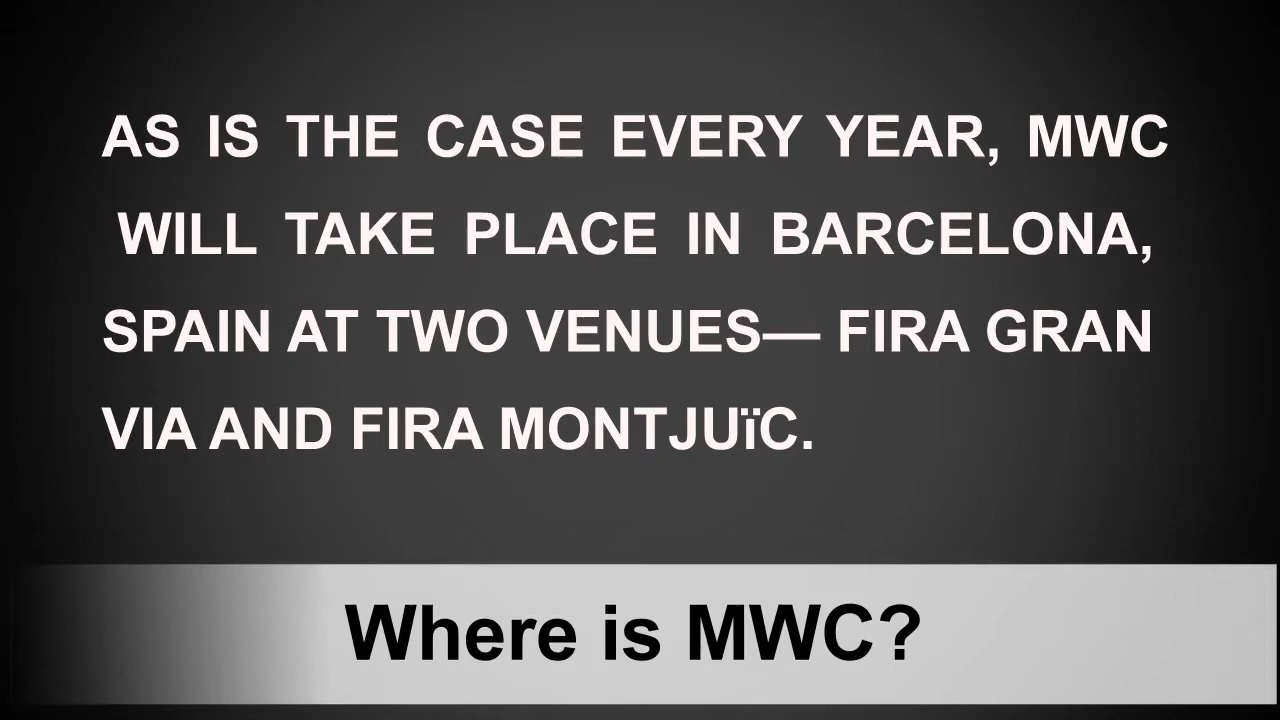 AS IS THE CASE EVERY YEAR, MWC
WILL TAKE PLACE IN BARCELONA,
SPAIN AT TWO VENUES— FIRA GRAN
VIA AND FIRA MONTJUïC.
Where is MWC?